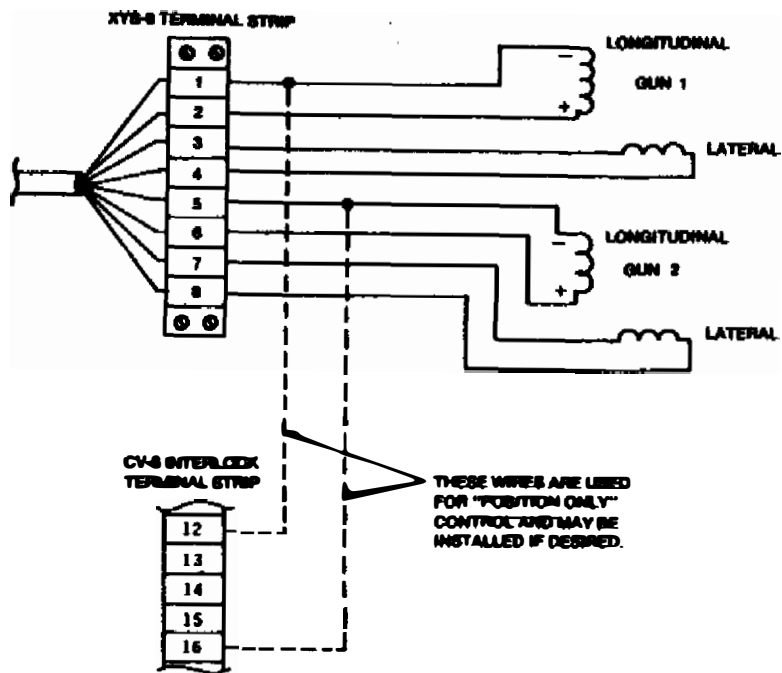 XYS-8 TERMINAL STRIP
1
2
3
4
5
6
7
8
- LONGITUDINAL
GUN 1
+
LATERAL
- LONGITUDINAL
GUN 2
+
LATERAL
CV-8 INTERLOCK
TERMINAL STRIP
12
13
14
15
16
THESE WIRES ARE USED
FOR "POSITION ONLY"
CONTROL AND MAY BE
INSTALLED IF DESIRED.